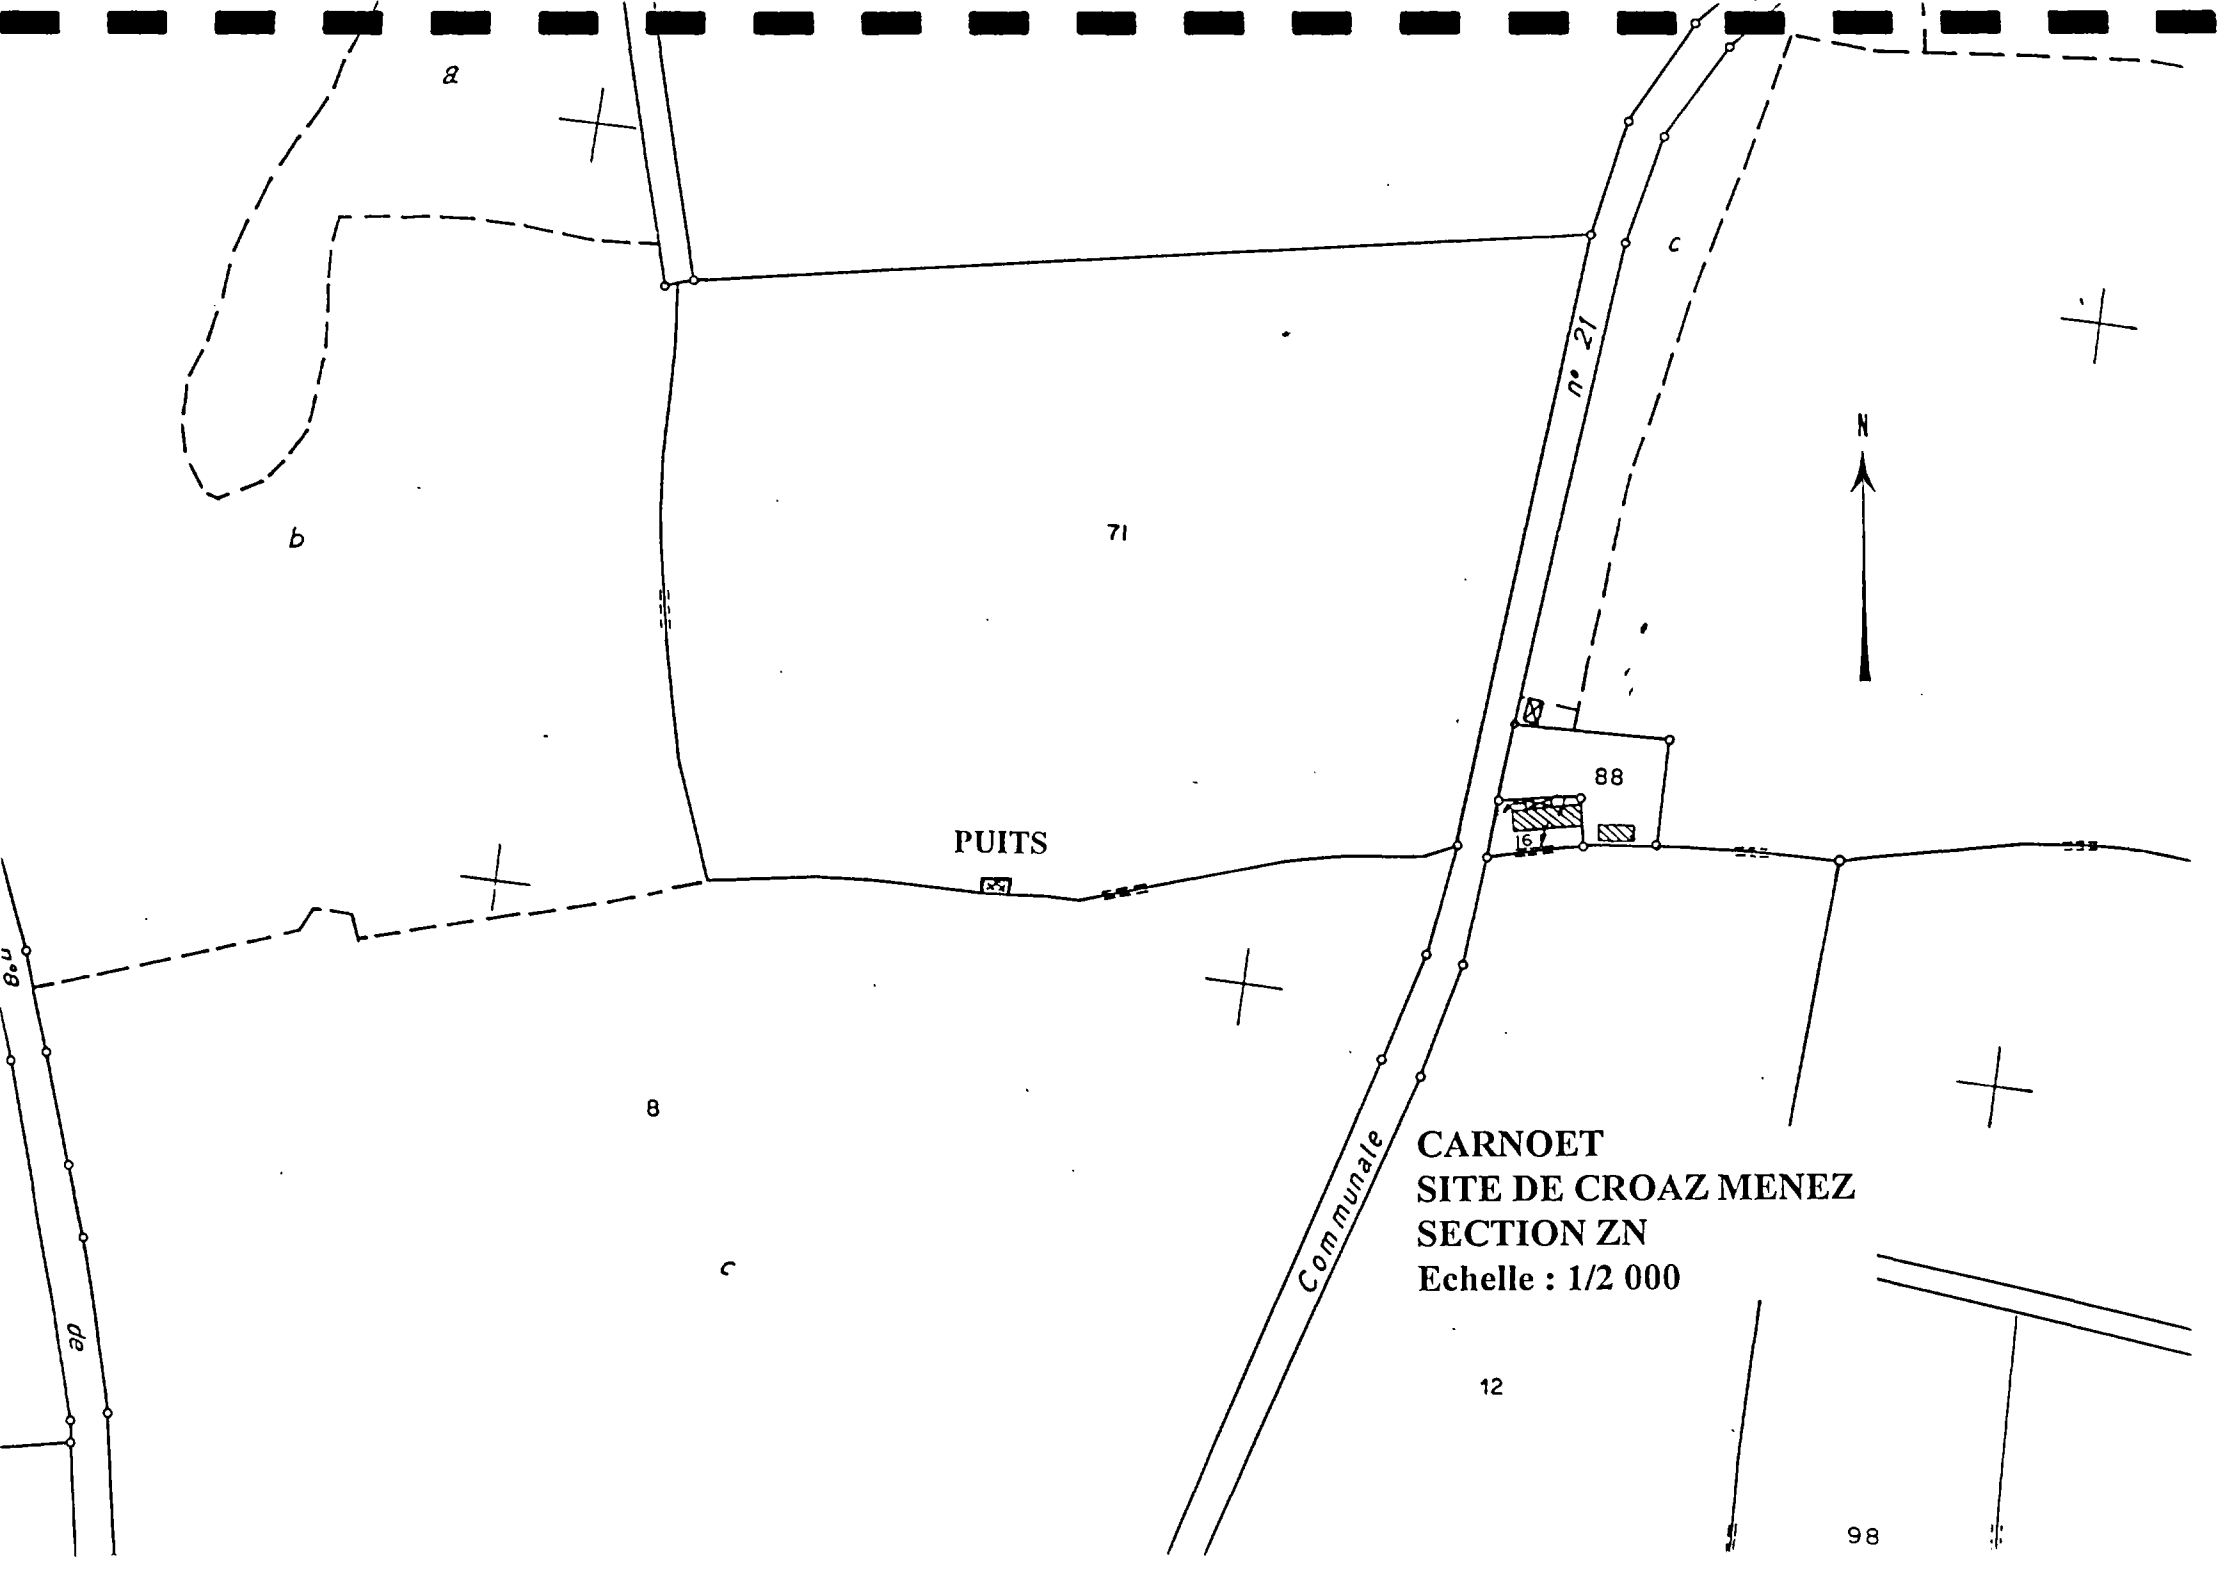 a
c
n° 21
N
b
71
88
PUITS
16
n°8
8
Communale
CARNOET
SITE DE CROAZ MENEZ
SECTION ZN
Echelle : 1/2 000
c
de
12
98